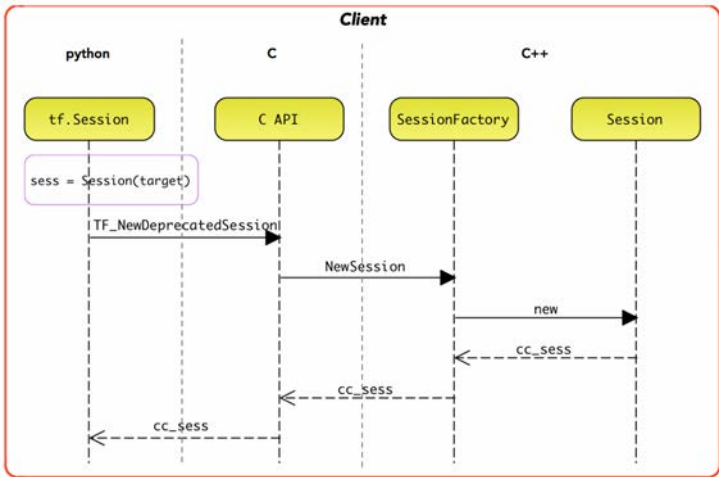 Client
python
C
C++
tf.Session
C API
SessionFactory
Session
sess = Session(target)
TF_NewDeprecatedSession
NewSession
new
cc_sess
cc_sess
cc_sess